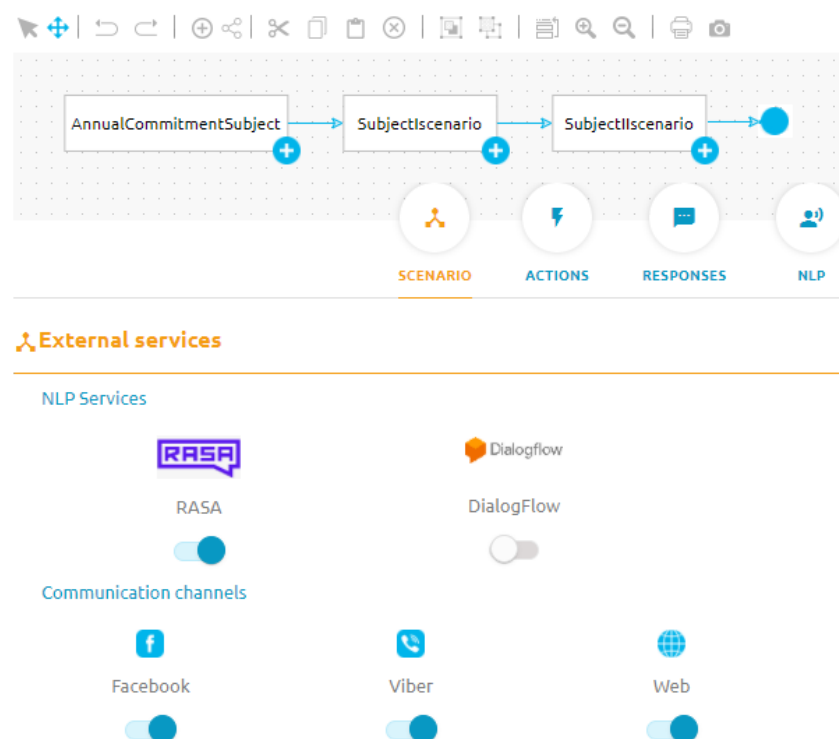 AnnualCommitmentSubject
SubjectIscenario
SubjectIIscenario
SCENARIO
ACTIONS
RESPONSES
NLP
External services
NLP Services
RASA
Dialogflow
RASA
DialogFlow
Communication channels
Facebook
Viber
Web